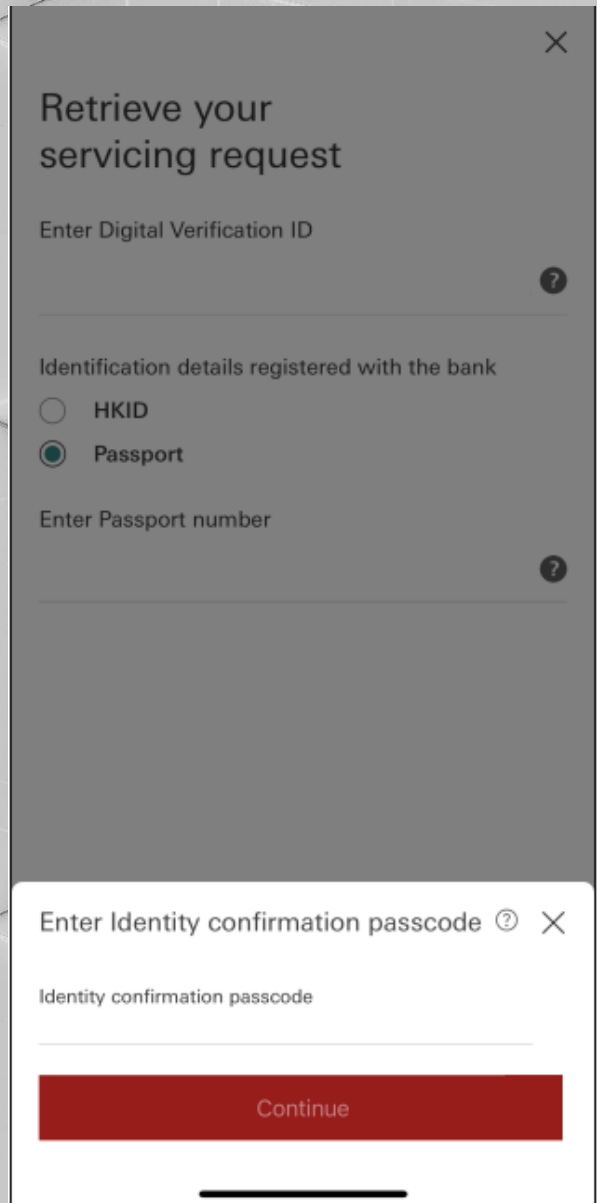 Retrieve your
servicing request
Enter Digital Verification ID
?
Identification details registered with the bank
HKID
Passport
Enter Passport number
?
Enter Identity confirmation passcode ?
Identity confirmation passcode
Continue